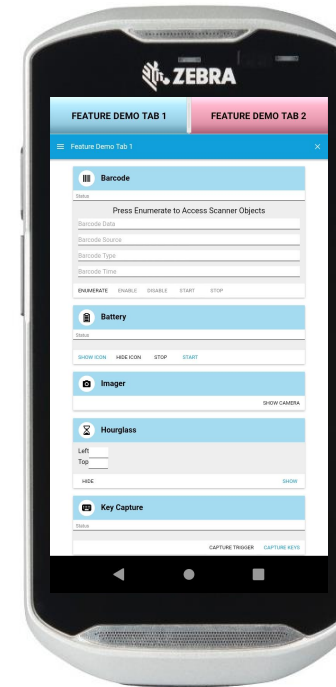 ZEBRA
FEATURE DEMO TAB 1 FEATURE DEMO TAB 2
Feature Demo Tab 1
Barcode
Status
Press Enumerate to Access Scanner Objects
Barcode Data
Barcode Source
Barcode Type
Barcode Time
ENUMERATE ENABLE DISABLE START STOP
Battery
Status
SHOW ICON HIDE ICON STOP START
Imager
SHOW CAMERA
Hourglass
Left
Top
HIDE SHOW
Key Capture
Status
CAPTURE TRIGGER CAPTURE KEYS